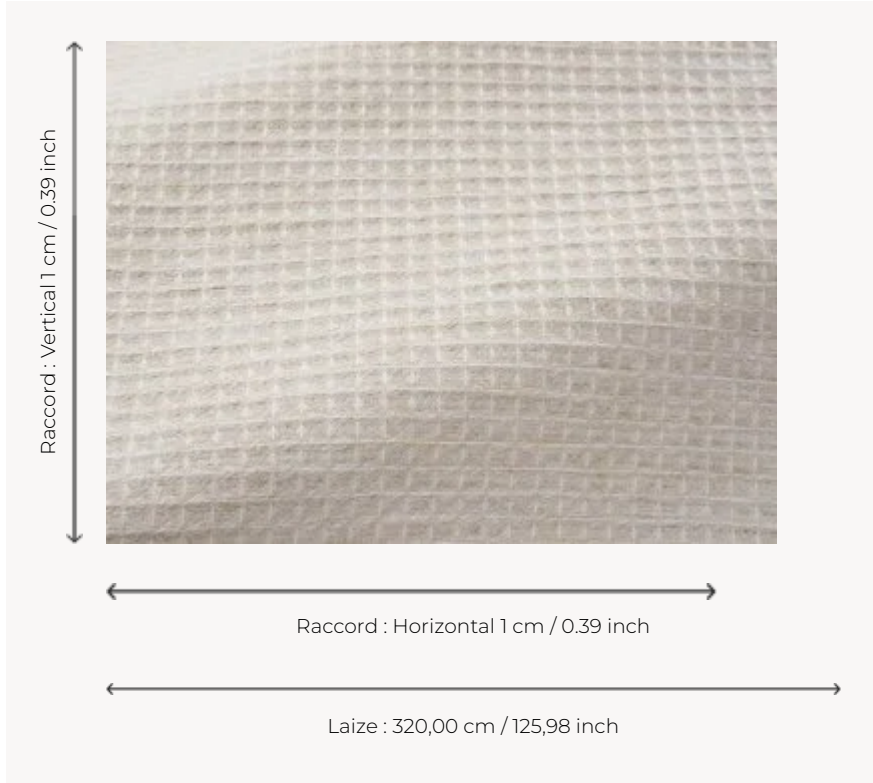 Raccord : Vertical 1 cm / 0.39 inch
Raccord : Horizontal 1 cm / 0.39 inch
Laize : 320,00 cm / 125,98 inch